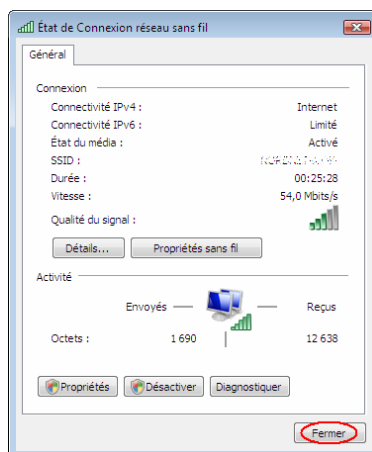 État de Connexion réseau sans fil
Général
Connexion
Connectivité IPv4 : Internet
Connectivité IPv6 : Limité
État du média : Activé
SSID :
Durée : 00:25:28
Vitesse : 54,0 Mbits/s
Qualité du signal :
Détails... Propriétés sans fil
Activité
Envoyés — — Reçus
Octets : 1 690 12 638
Propriétés Désactiver Diagnostiquer
Fermer